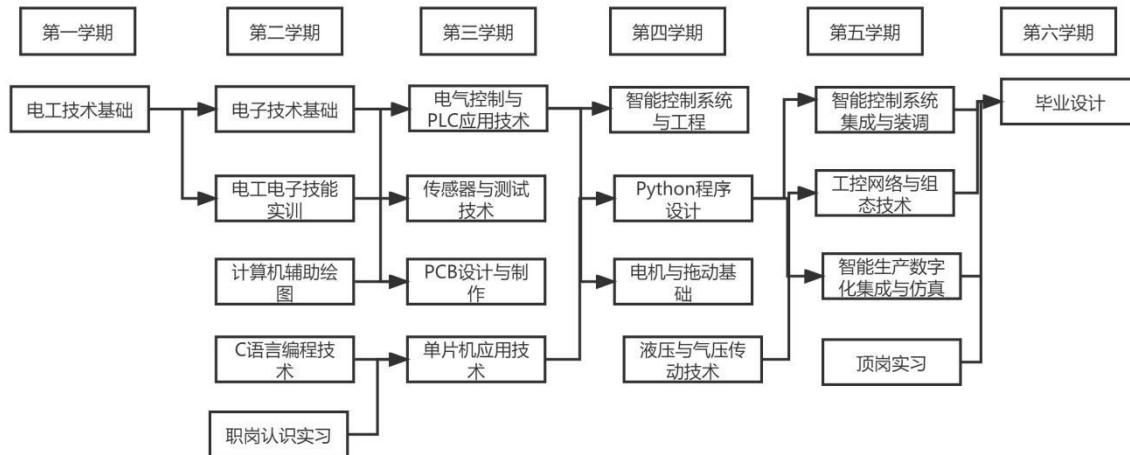 第一学期
第二学期
第三学期
第四学期
第五学期
第六学期
电工技术基础
电子技术基础
电气控制与
PLC应用技术
智能控制系统
与工程
智能控制系统
集成与装调
毕业设计
电工电子技能
实训
传感器与测试
技术
Python程序
设计
工控网络与组
态技术
计算机辅助绘
图
PCB设计与制
作
电机与拖动基
础
智能生产数字
化集成与仿真
C语言编程技
术
单片机应用技
术
液压与气压传
动技术
顶岗实习
职岗认识实习